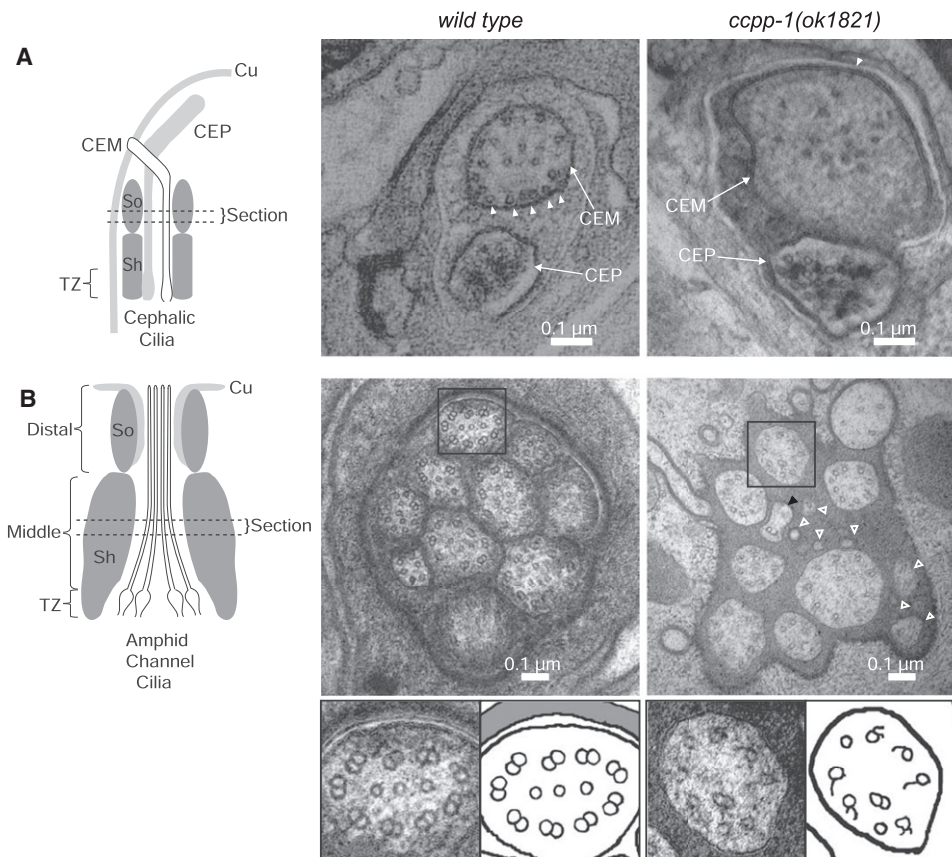 wild type
ccpp-1(ok1821)
A
Cu
CEP
CEM
So
}Section
Sh
TZ
Cephalic
Cilia
CEM
CEP
0.1 µm
CEM
CEP
0.1 µm
B
Cu
Distal
So
Middle
}Section
Sh
TZ
Amphid
Channel
Cilia
0.1 µm
0.1 µm